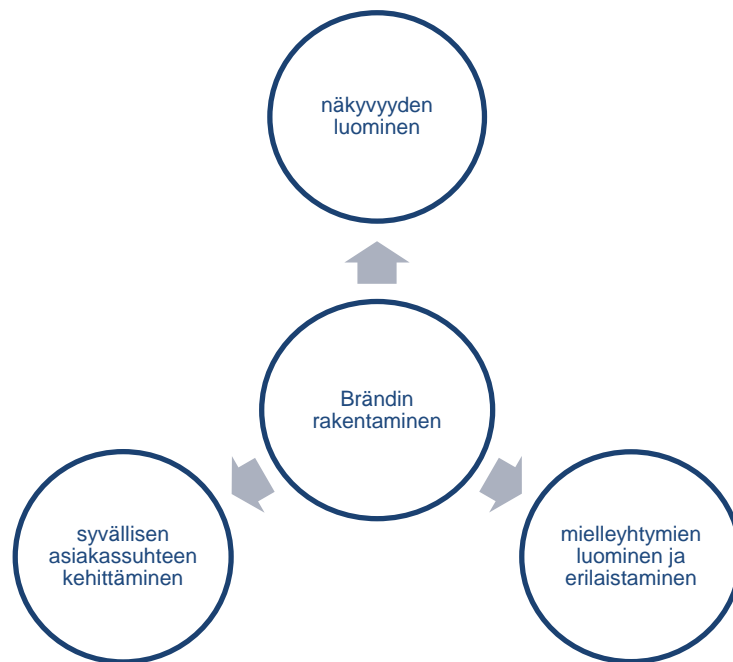 näkyvyyden
luominen
Brändin
rakentaminen
syvällisen
asiakassuhteen
kehittäminen
mielleyhtymien
luominen ja
erilaistaminen